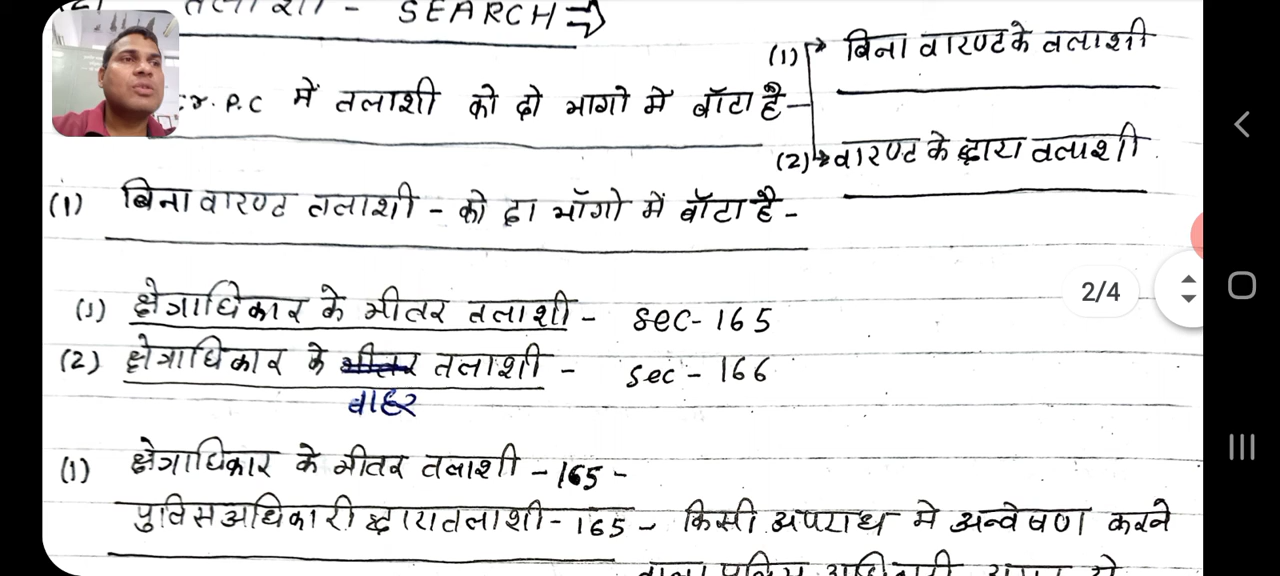 तलाशी - SEARCH ⇒
(1) → बिना वारण्ट के तलाशी
Cr. P.C में तलाशी को दो भागो में बॉटा है -
(2) → वारण्ट के द्धारा तलाशी
(1) बिना वारण्ट तलाशी - को दा भॉगो में बॉटा है -
(1) क्षेत्राधिकार के भीतर तलाशी - Sec- 165
(2) क्षेत्राधिकार के भीतर तलाशी - Sec - 166
बाहर
2/4
(1) क्षेत्राधिकार के भीतर तलाशी - 165 -
पुलिस अधिकारी द्धारा तलाशी - 165 - किसी अपराध मे अन्वेषण करने
वाला पुलिस अधिकारी